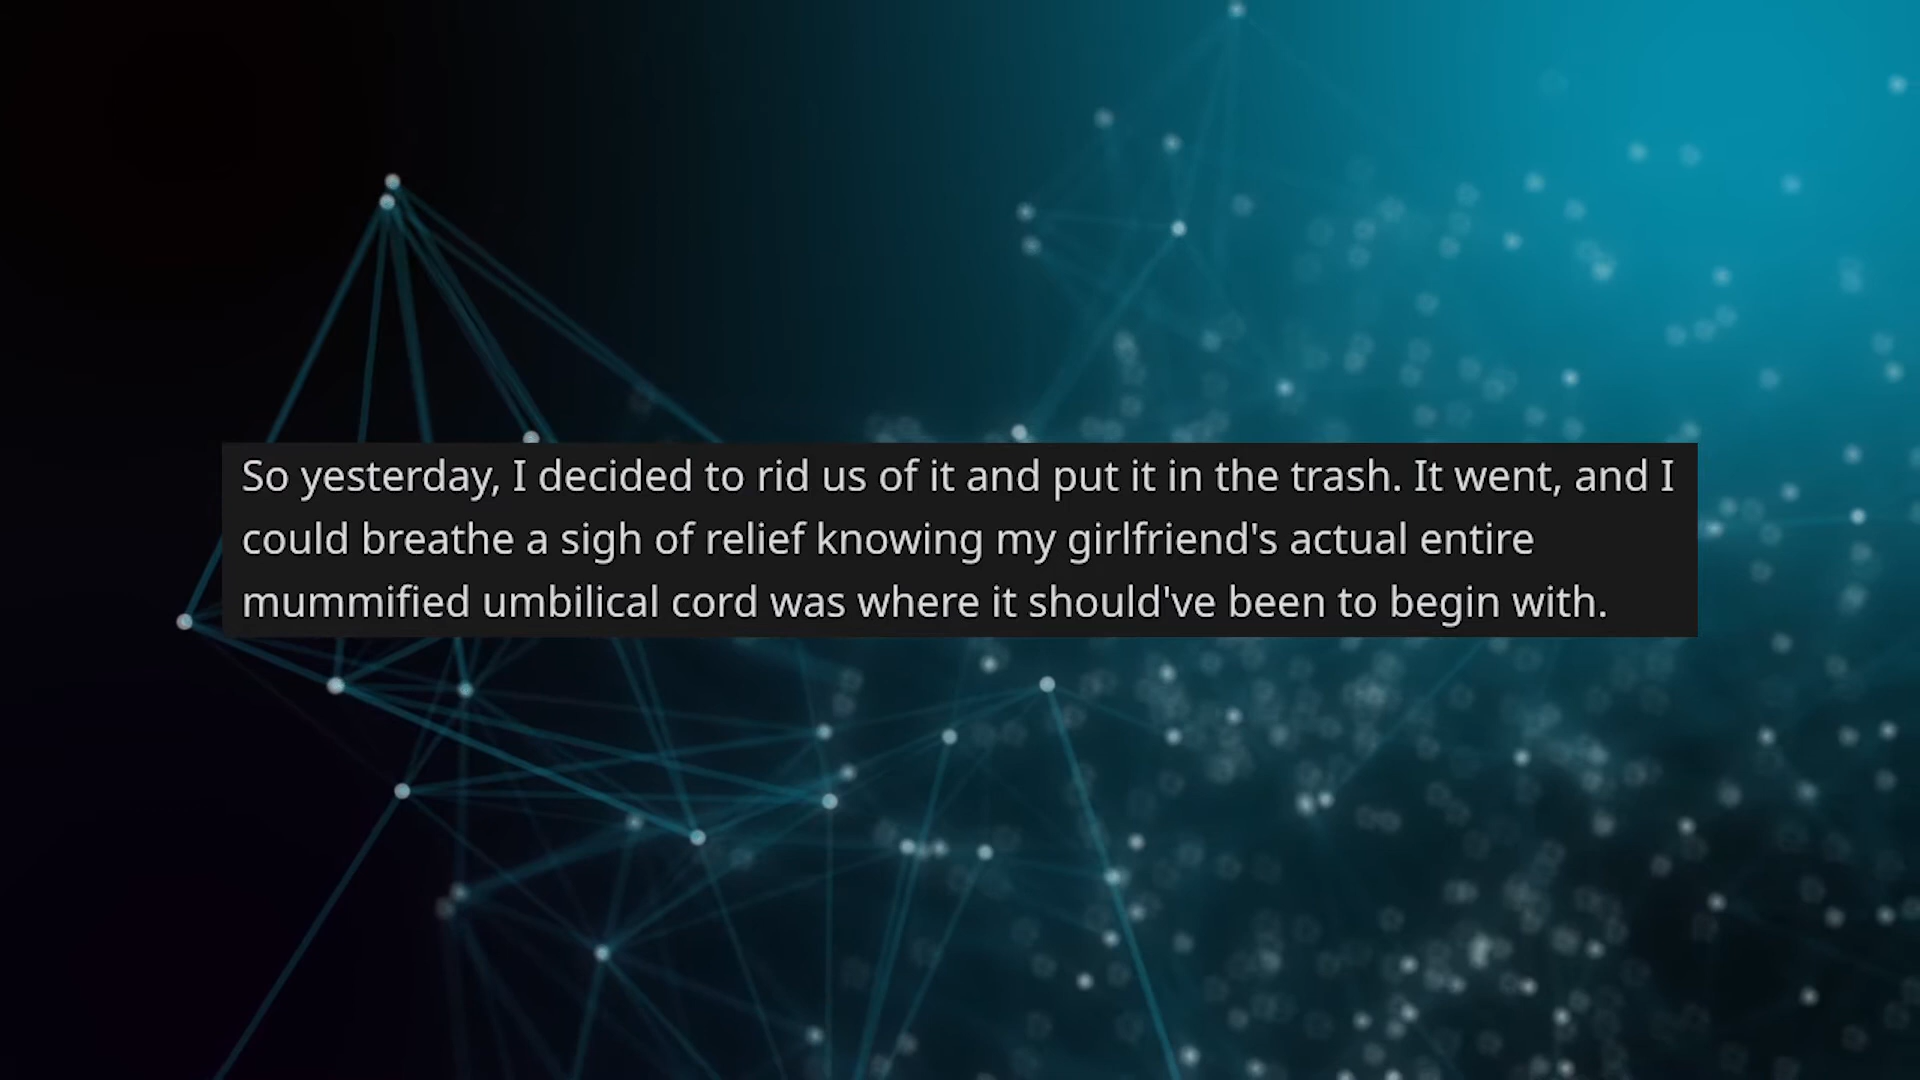 So yesterday, I decided to rid us of it and put it in the trash. It went, and I
could breathe a sigh of relief knowing my girlfriend's actual entire
mummified umbilical cord was where it should've been to begin with.